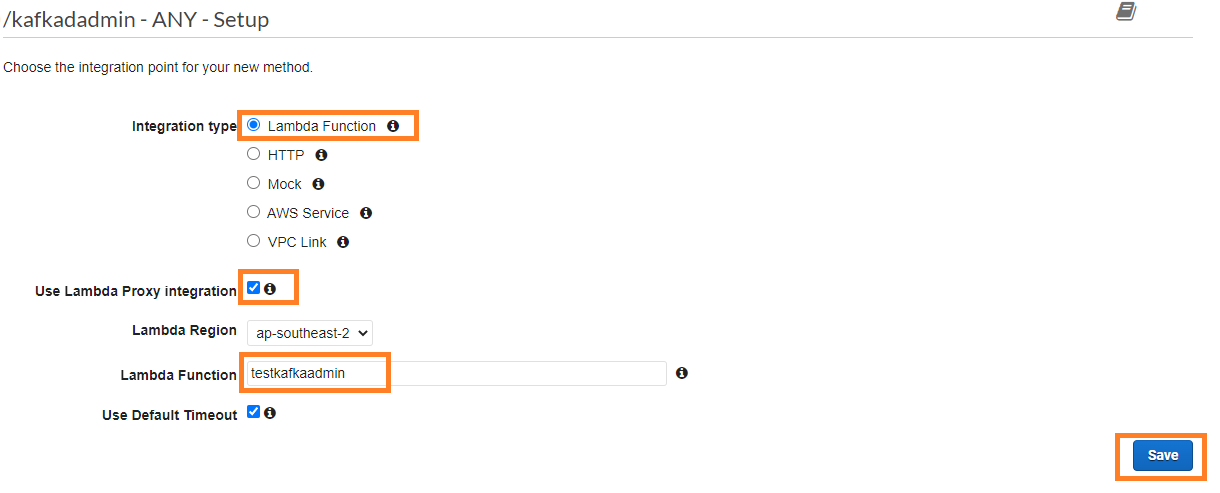 /kafkadadmin - ANY - Setup
Choose the integration point for your new method.
Integration type Lambda Function
HTTP
Mock
AWS Service
VPC Link
Use Lambda Proxy integration
Lambda Region ap-southeast-2
Lambda Function testkafkaadmin
Use Default Timeout
Save